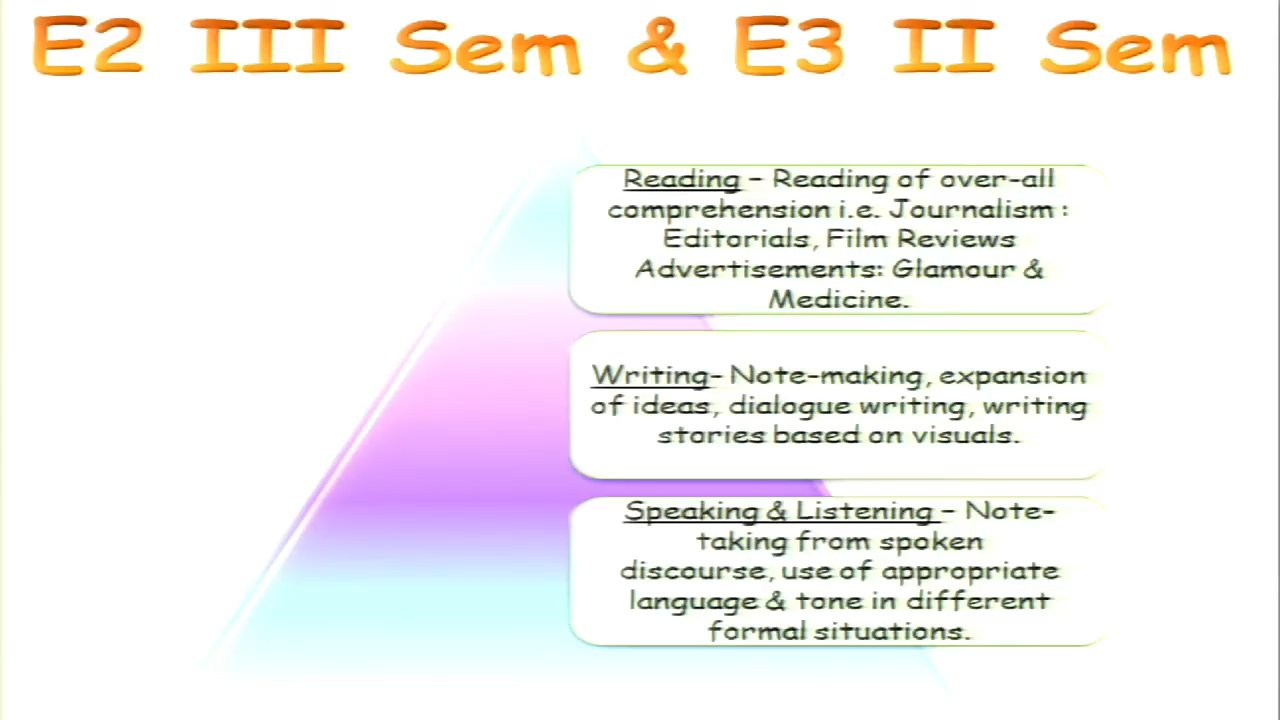 E2 III Sem & E3 II Sem
Reading – Reading of over-all
comprehension i.e. Journalism :
Editorials, Film Reviews
Advertisements: Glamour &
Medicine.
Writing- Note-making, expansion
of ideas, dialogue writing, writing
stories based on visuals.
Speaking & Listening – Note-
taking from spoken
discourse, use of appropriate
language & tone in different
formal situations.